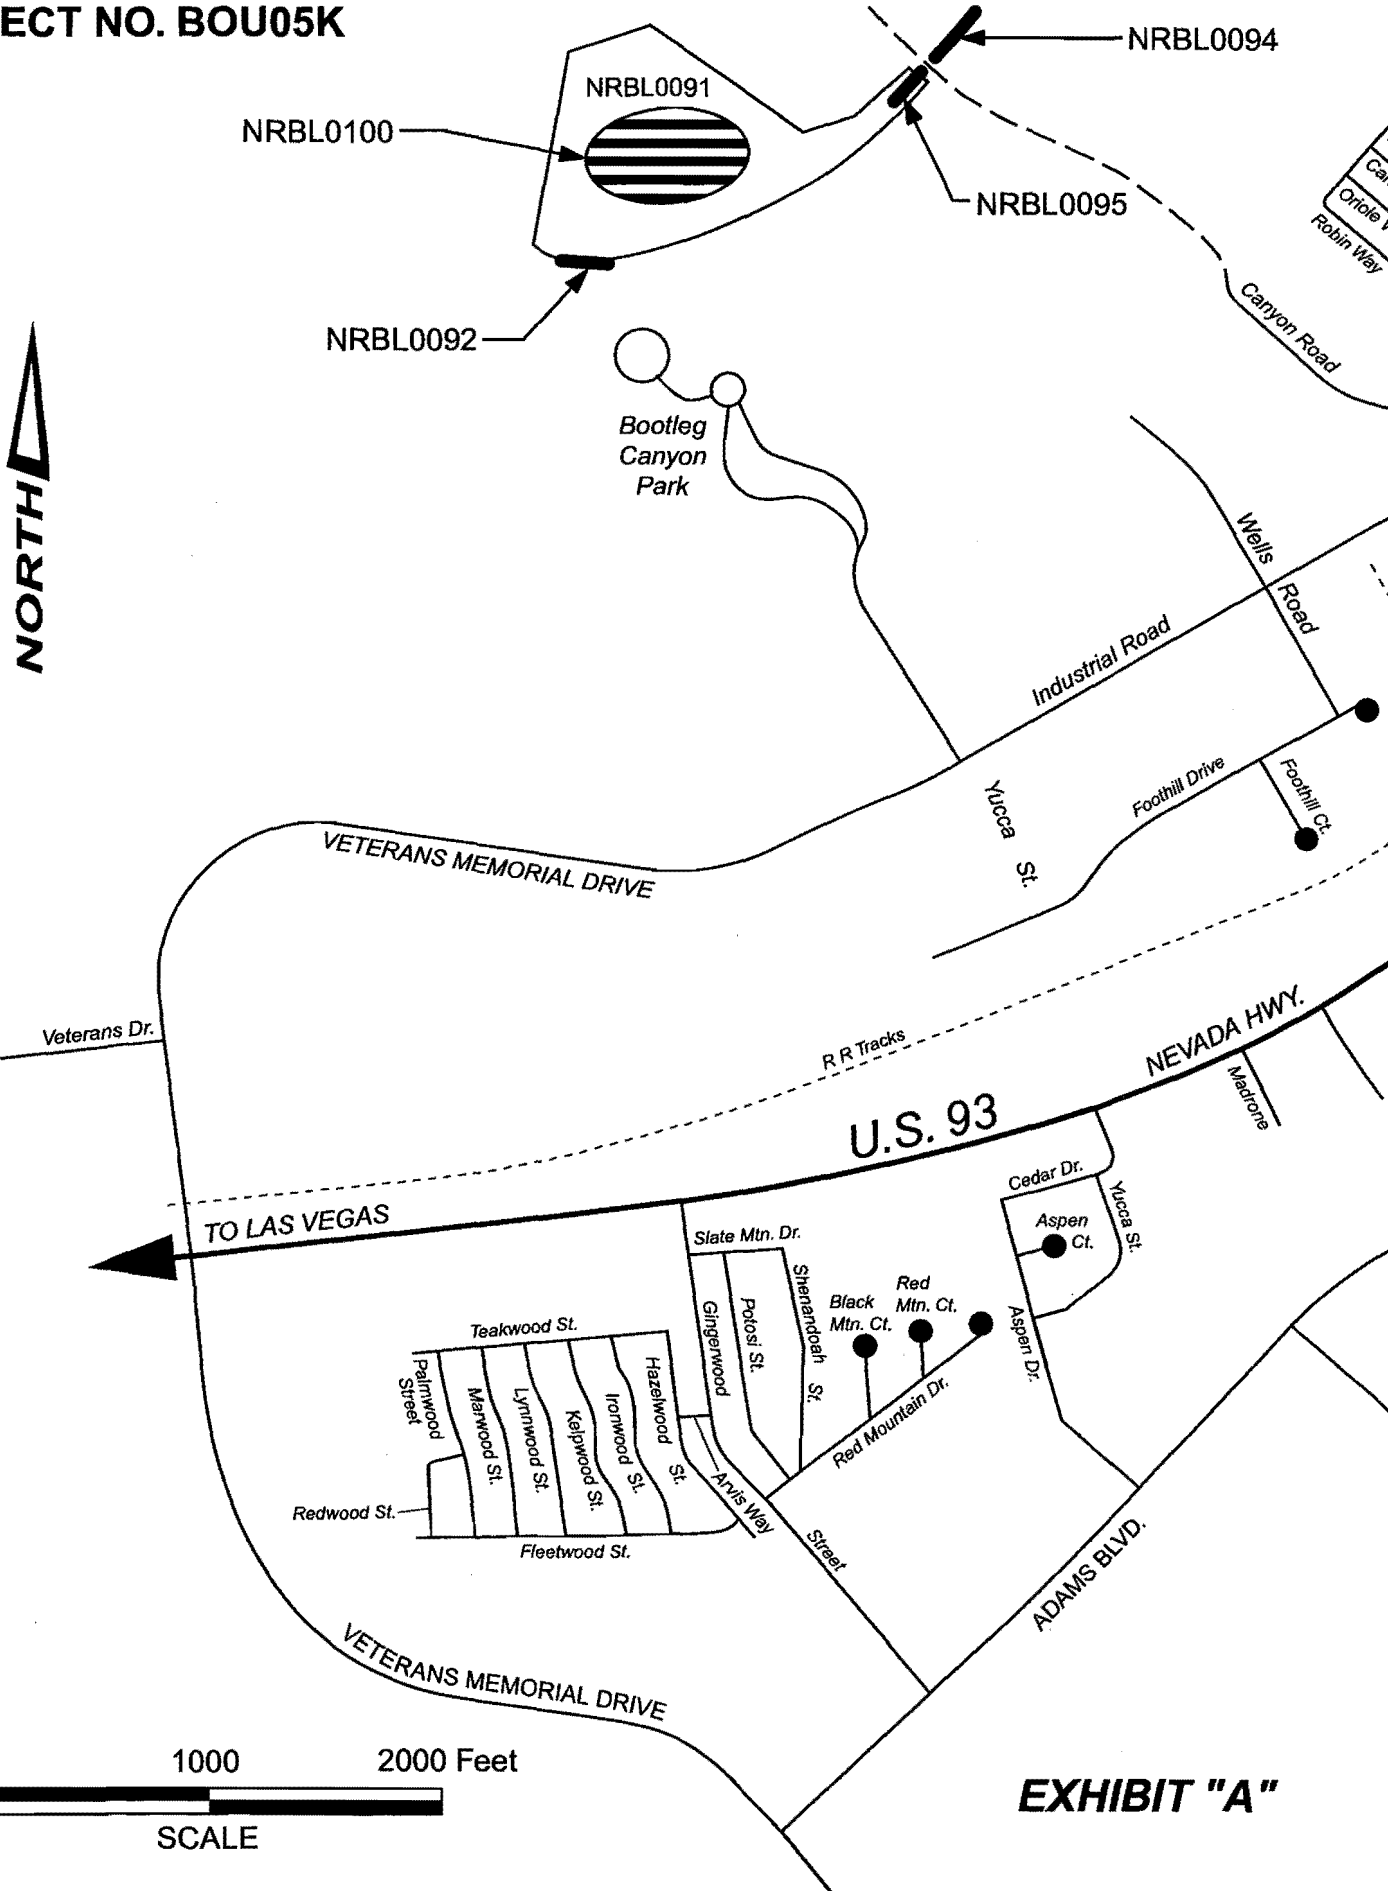 ECT NO. BOU05K
NRBL0094
NRBL0091
NRBL0100
NRBL0095
Oriole
Robin Way
Canyon Road
NRBL0092
NORTH
Bootleg
Canyon
Park
Wells
Road
Industrial Road
Yucca
St.
Foothill Drive
Foothill Ct.
VETERANS MEMORIAL DRIVE
Veterans Dr.
R R Tracks
NEVADA HWY.
Madrone
U.S. 93
TO LAS VEGAS
Cedar Dr.
Yucca St.
Aspen
Ct.
Aspen Dr.
Slate Mtn. Dr.
Gingerwood
Street
Potosi St.
Shenandoah
St.
Black
Mtn. Ct.
Red
Mtn. Ct.
Red Mountain Dr.
Teakwood St.
Palmwood
Street
Marwood St.
Lynnwood St.
Kelpwood St.
Ironwood St.
Hazelwood
St.
Arvis Way
Redwood St.
Fleetwood St.
ADAMS BLVD.
VETERANS MEMORIAL DRIVE
1000
2000 Feet
SCALE
EXHIBIT "A"